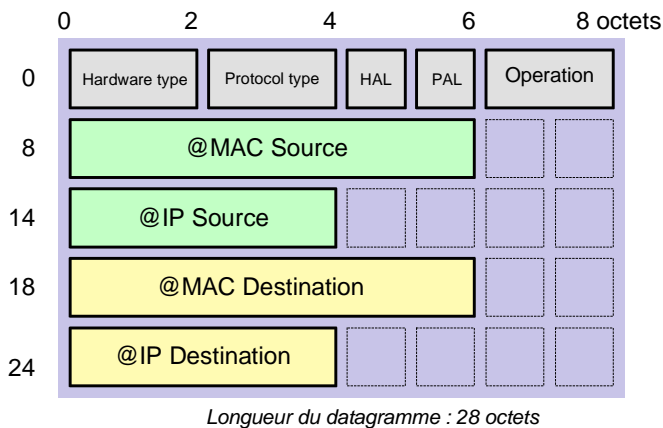 0 2 4 6 8 octets
0 Hardware type Protocol type HAL PAL Operation
8 @MAC Source
14 @IP Source
18 @MAC Destination
24 @IP Destination
Longueur du datagramme : 28 octets